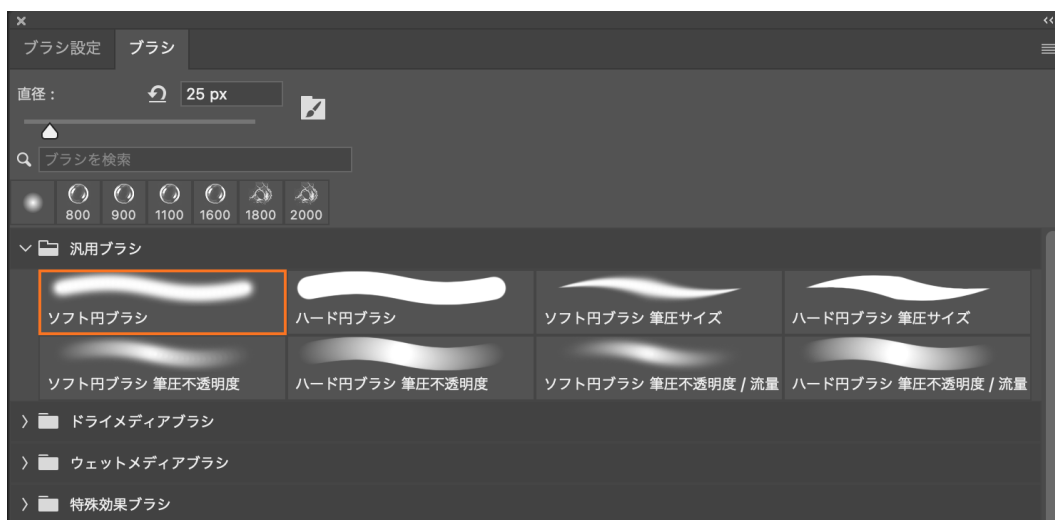 ブラシ設定 ブラシ
直径： 25 px
ブラシを検索
800 900 1100 1600 1800 2000
汎用ブラシ
ソフト円ブラシ ハード円ブラシ ソフト円ブラシ 筆圧サイズ ハード円ブラシ 筆圧サイズ
ソフト円ブラシ 筆圧不透明度 ハード円ブラシ 筆圧不透明度 ソフト円ブラシ 筆圧不透明度 / 流量 ハード円ブラシ 筆圧不透明度 / 流量
ドライメディアブラシ
ウェットメディアブラシ
特殊効果ブラシ